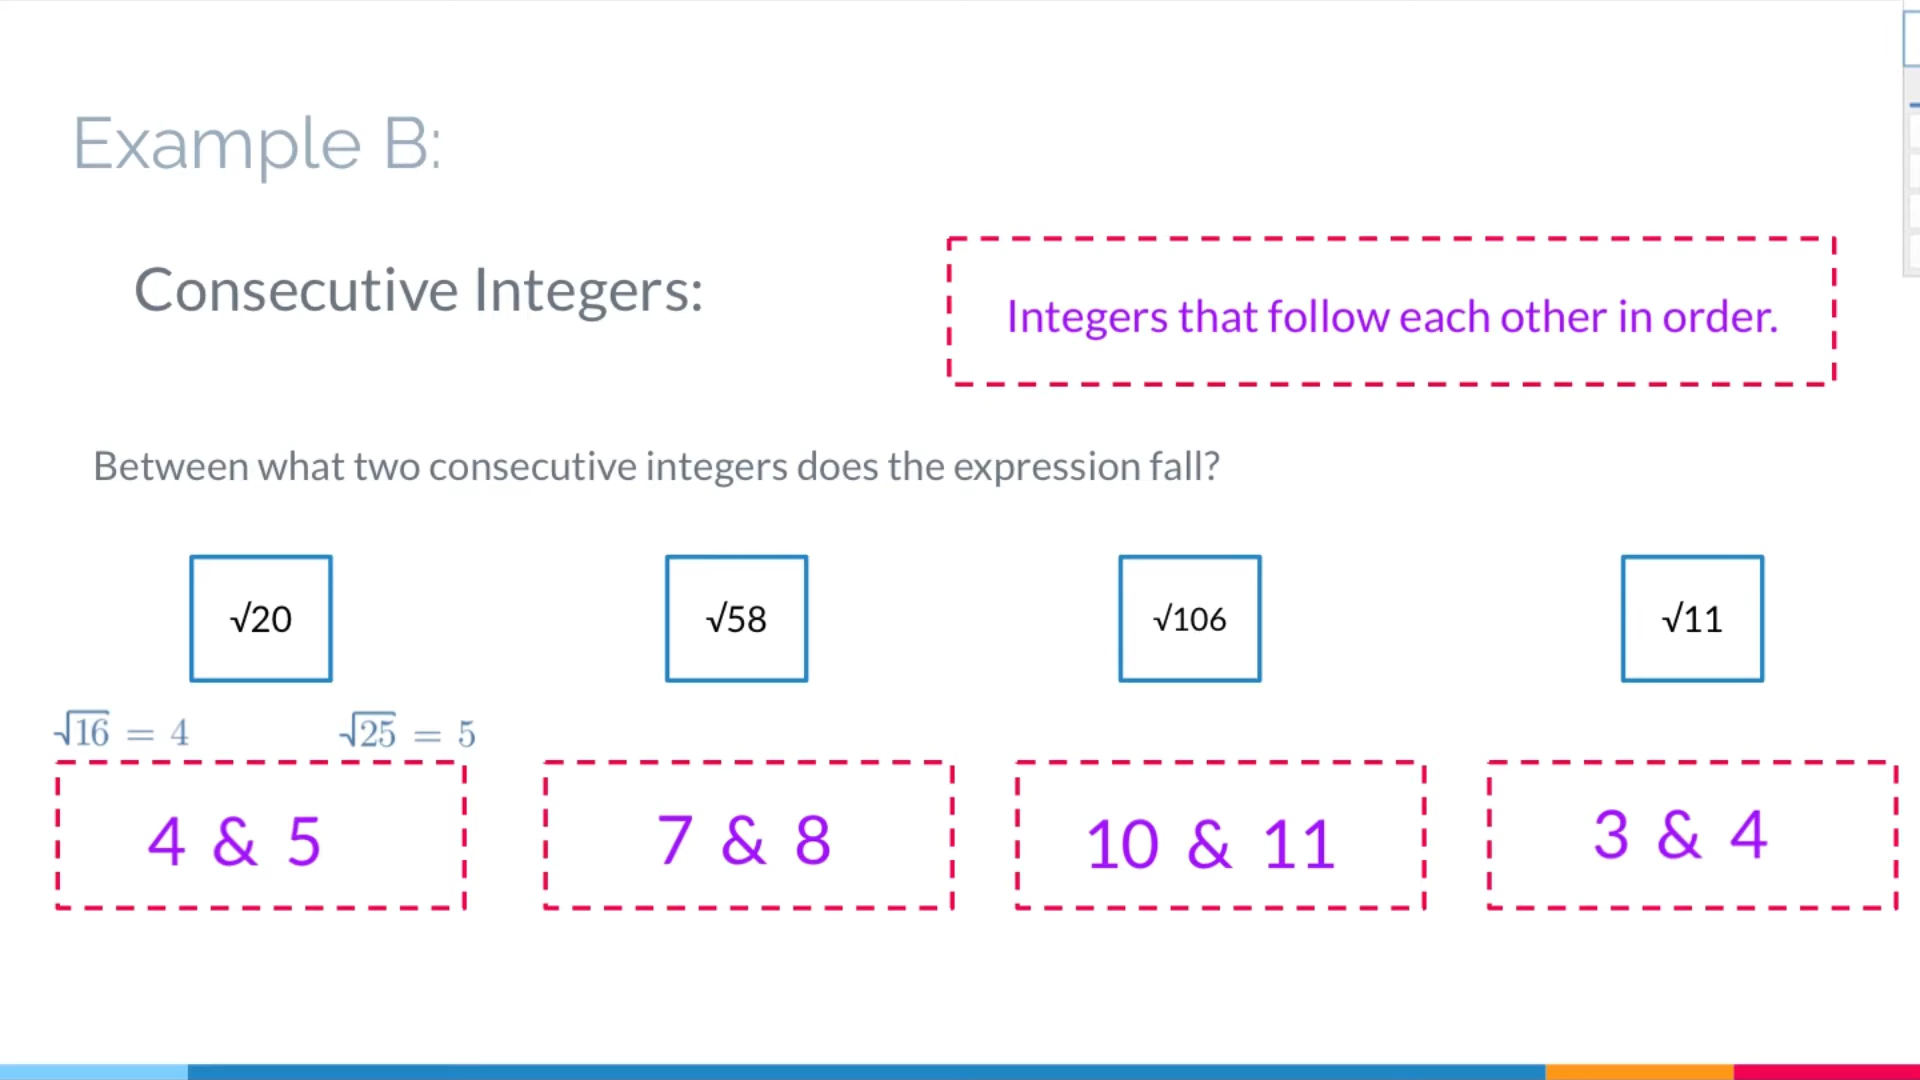 Example B:
Consecutive Integers:
Integers that follow each other in order.
Between what two consecutive integers does the expression fall?
√20
√58
√106
√11
√16 = 4
√25 = 5
4 & 5
7 & 8
10 & 11
3 & 4